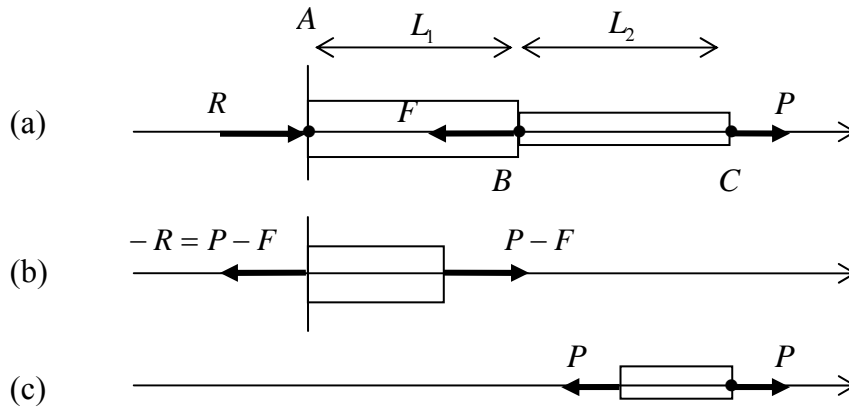 A
L₁ L₂
(a) R F P
B C
(b) − R = P − F P − F
(c) P P